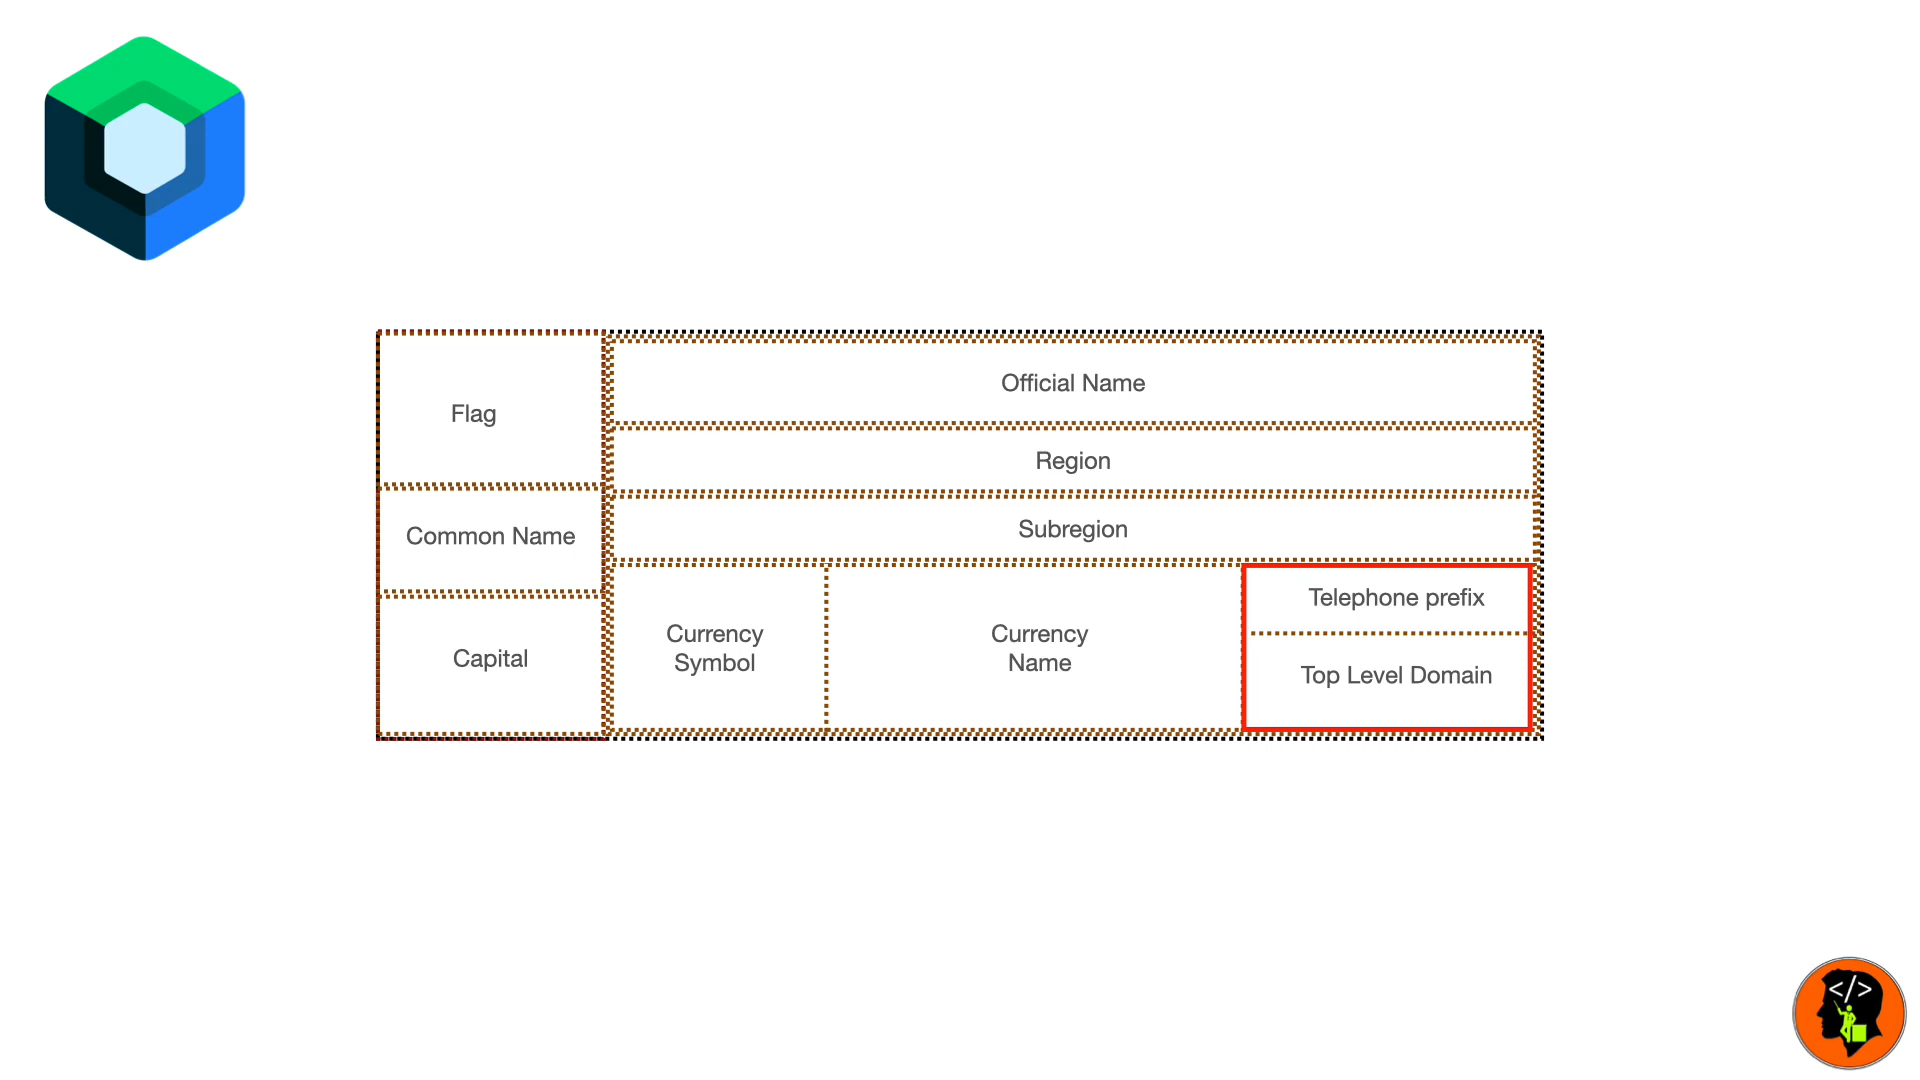 Flag
Common Name
Capital
Official Name
Region
Subregion
Currency
Symbol
Currency
Name
Telephone prefix
Top Level Domain
</>